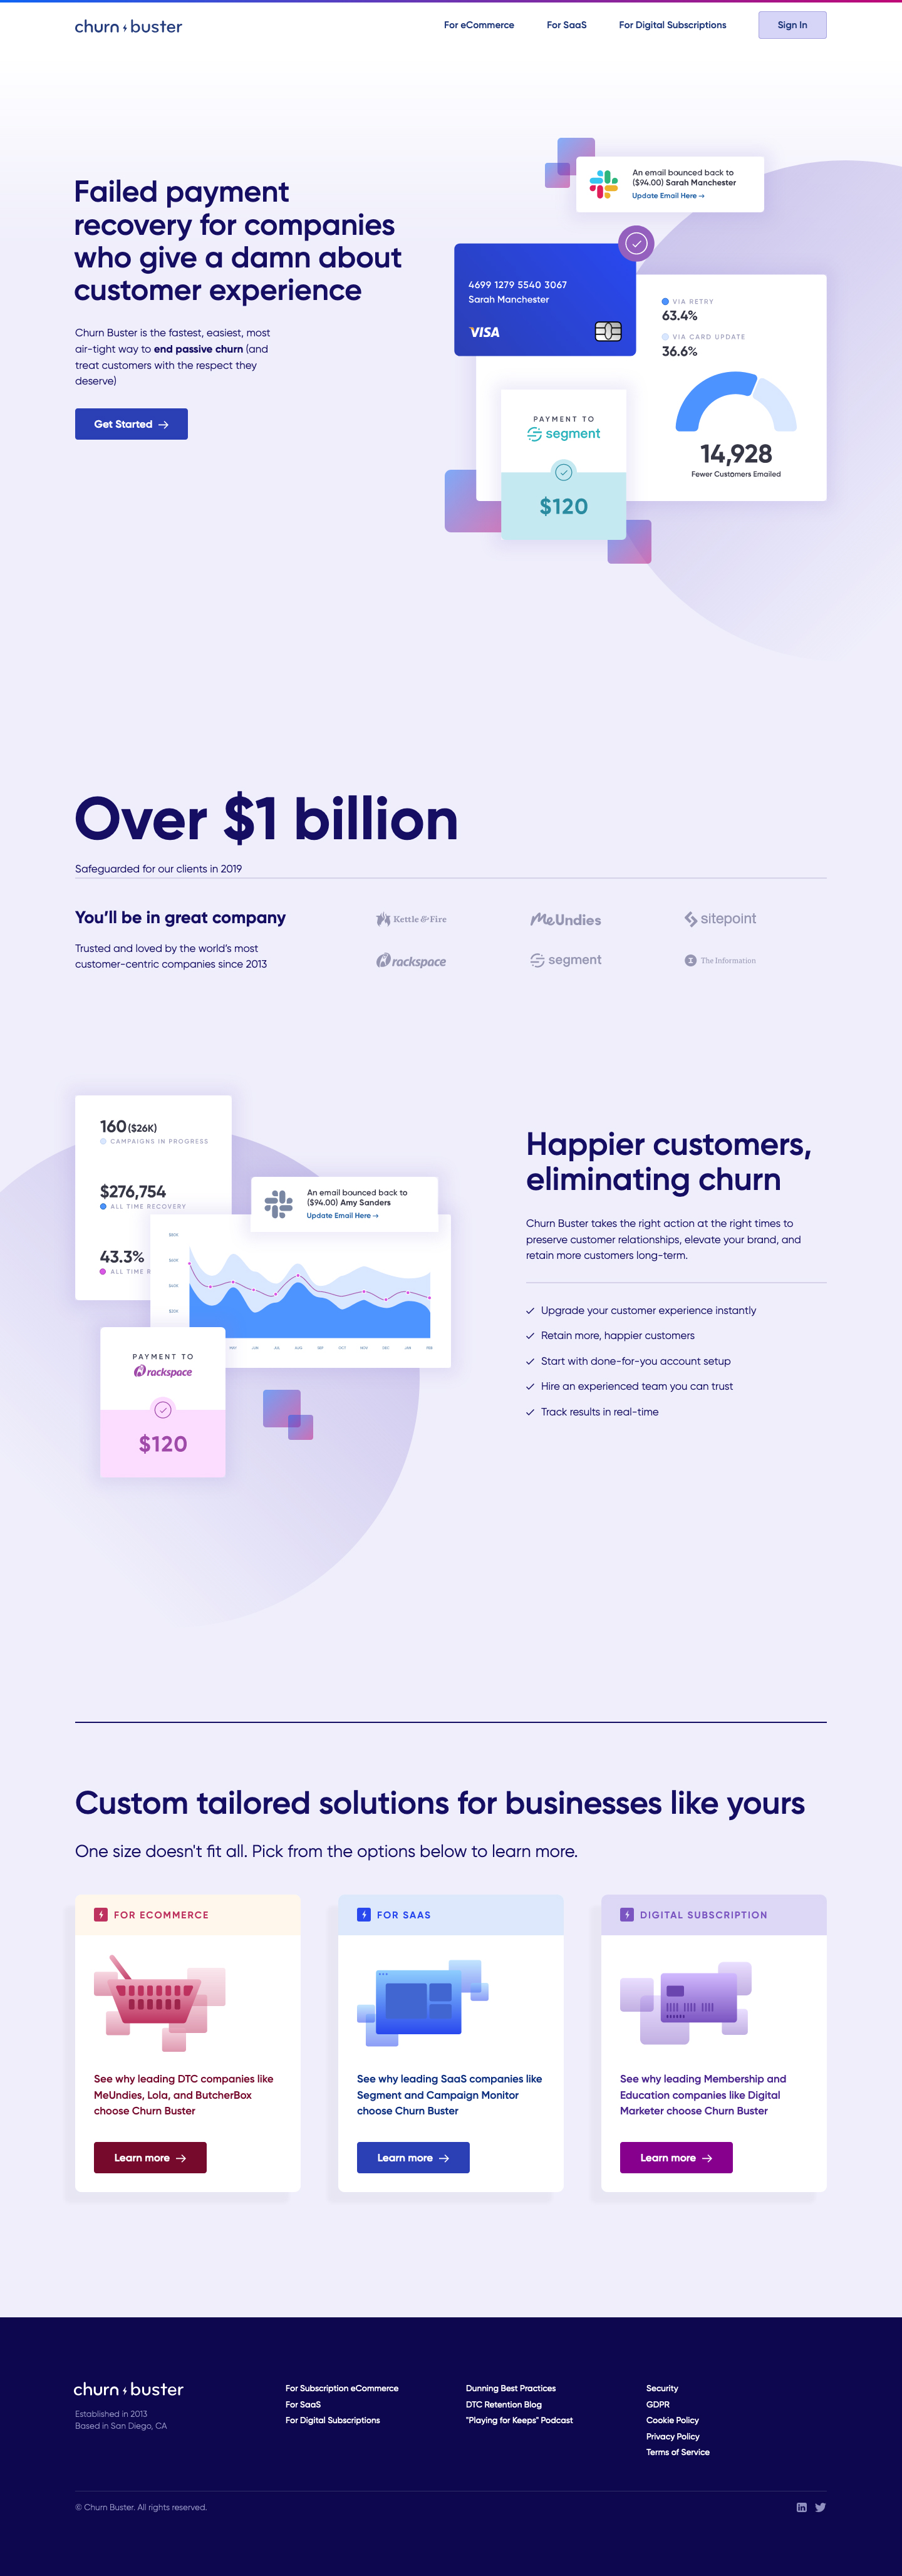 churn buster
For eCommerce
For SaaS
For Digital Subscriptions
Sign In
Failed payment
recovery for companies
who give a damn about
customer experience
Churn Buster is the fastest, easiest, most
air-tight way to end passive churn (and
treat customers with the respect they
deserve)
Get Started →
An email bounced back to
($94.00) Sarah Manchester
Update Email Here →
4699 1279 5540 3067
Sarah Manchester
VISA
VIA RETRY
63.4%
VIA CARD UPDATE
36.6%
14,928
Fewer Customers Emailed
PAYMENT TO
segment
$120
Over $1 billion
Safeguarded for our clients in 2019
You'll be in great company
Trusted and loved by the world's most
customer-centric companies since 2013
Kettle & Fire
MeUndies
sitepoint
rackspace
segment
The Information
160 ($26K)
CAMPAIGNS IN PROGRESS
$276,754
ALL TIME RECOVERY
43.3%
ALL TIME R
An email bounced back to
($94.00) Amy Sanders
Update Email Here →
$80K
$60K
$40K
$20K
MAY JUN JUL AUG SEP OCT NOV DEC JAN FEB
PAYMENT TO
rackspace
$120
Happier customers,
eliminating churn
Churn Buster takes the right action at the right times to
preserve customer relationships, elevate your brand, and
retain more customers long-term.
Upgrade your customer experience instantly
Retain more, happier customers
Start with done-for-you account setup
Hire an experienced team you can trust
Track results in real-time
Custom tailored solutions for businesses like yours
One size doesn't fit all. Pick from the options below to learn more.
FOR ECOMMERCE
See why leading DTC companies like
MeUndies, Lola, and ButcherBox
choose Churn Buster
Learn more →
FOR SAAS
See why leading SaaS companies like
Segment and Campaign Monitor
choose Churn Buster
Learn more →
DIGITAL SUBSCRIPTION
See why leading Membership and
Education companies like Digital
Marketer choose Churn Buster
Learn more →
churn buster
Established in 2013
Based in San Diego, CA
For Subscription eCommerce
For SaaS
For Digital Subscriptions
Dunning Best Practices
DTC Retention Blog
"Playing for Keeps" Podcast
Security
GDPR
Cookie Policy
Privacy Policy
Terms of Service
© Churn Buster. All rights reserved.